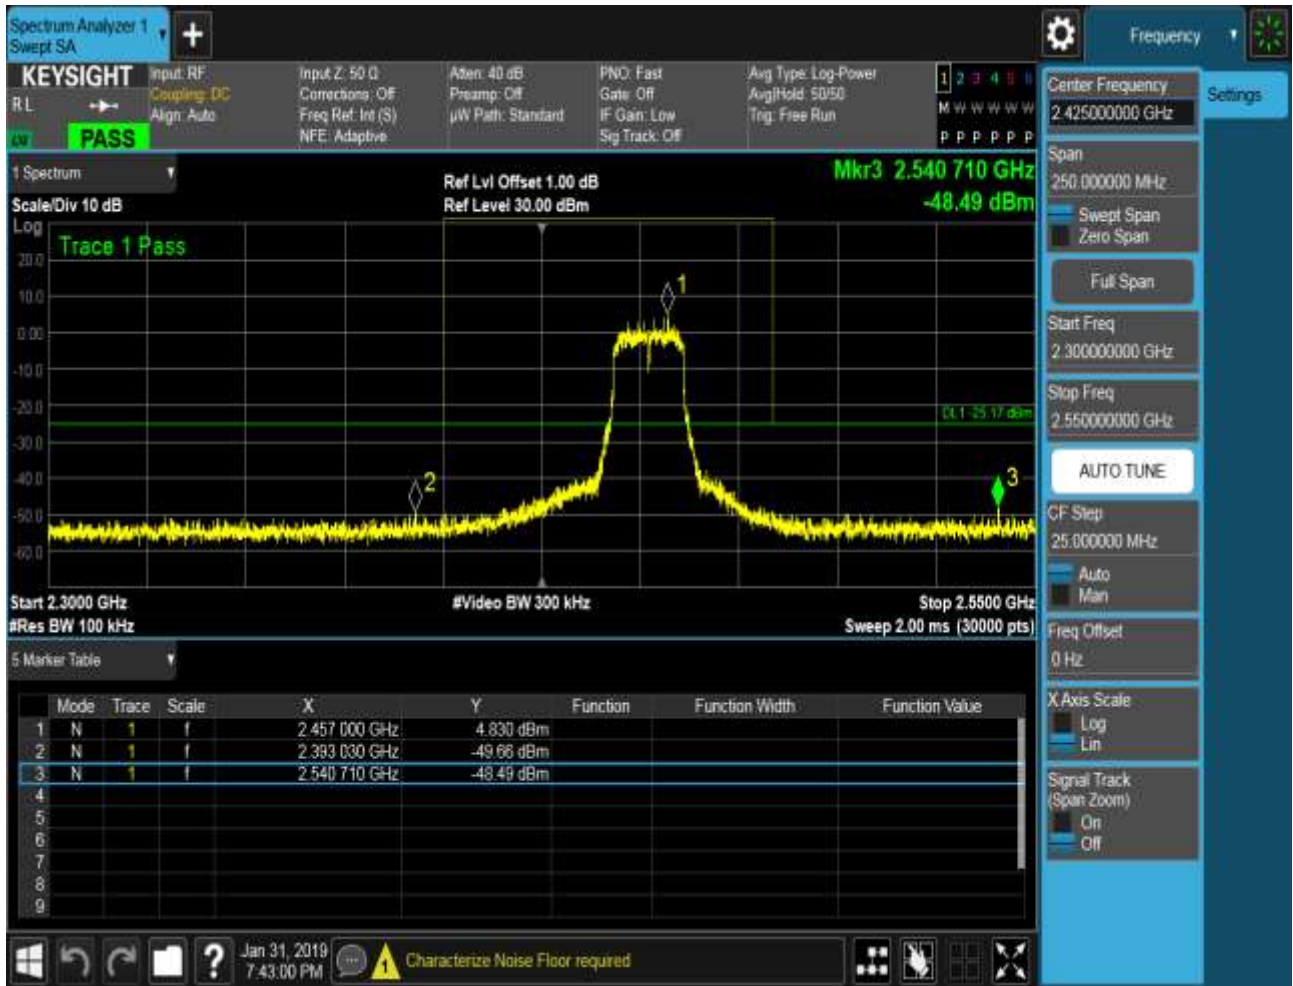 Spectrum Analyzer 1
Swept SA
+
Frequency
KEYSIGHT
Input: RF
Coupling: DC
Align: Auto
Input Z: 50 Ω
Corrections: Off
Freq Ref: Int (S)
NFE: Adaptive
Atten: 40 dB
Preamp: Off
µW Path: Standard
PNO: Fast
Gate: Off
IF Gain: Low
Sig Track: Off
Avg Type: Log-Power
Avg|Hold: 50/50
Trig: Free Run
1 2 3 4 5 6
M W W W W W
P P P P P P
R L
PASS
1 Spectrum
Scale/Div 10 dB
Ref Lvl Offset 1.00 dB
Ref Level 30.00 dBm
Mkr3 2.540 710 GHz
-48.49 dBm
Log
Trace 1 Pass
20.0
10.0
0.00
-10.0
-20.0
-30.0
-40.0
-50.0
-60.0
1
2
3
DL1 -25.17 dBm
Start 2.3000 GHz
#Res BW 100 kHz
#Video BW 300 kHz
Stop 2.5500 GHz
Sweep 2.00 ms (30000 pts)
5 Marker Table
Mode Trace Scale X Y Function Function Width Function Value
1 N 1 f 2.457 000 GHz 4.830 dBm
2 N 1 f 2.393 030 GHz -49.66 dBm
3 N 1 f 2.540 710 GHz -48.49 dBm
4
5
6
7
8
9
Center Frequency
2.425000000 GHz
Settings
Span
250.000000 MHz
Swept Span
Zero Span
Full Span
Start Freq
2.300000000 GHz
Stop Freq
2.550000000 GHz
AUTO TUNE
CF Step
25.000000 MHz
Auto
Man
Freq Offset
0 Hz
X Axis Scale
Log
Lin
Signal Track
(Span Zoom)
On
Off
?
Jan 31, 2019
7:43:00 PM
1
Characterize Noise Floor required